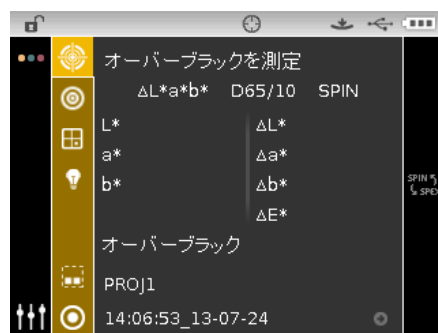 オーバーブラックを測定
ΔL*a*b* D65/10 SPIN
L* ΔL*
a* Δa*
b* Δb*
ΔE*
SPIN
SPEX
オーバーブラック
PROJ1
14:06:53_13-07-24